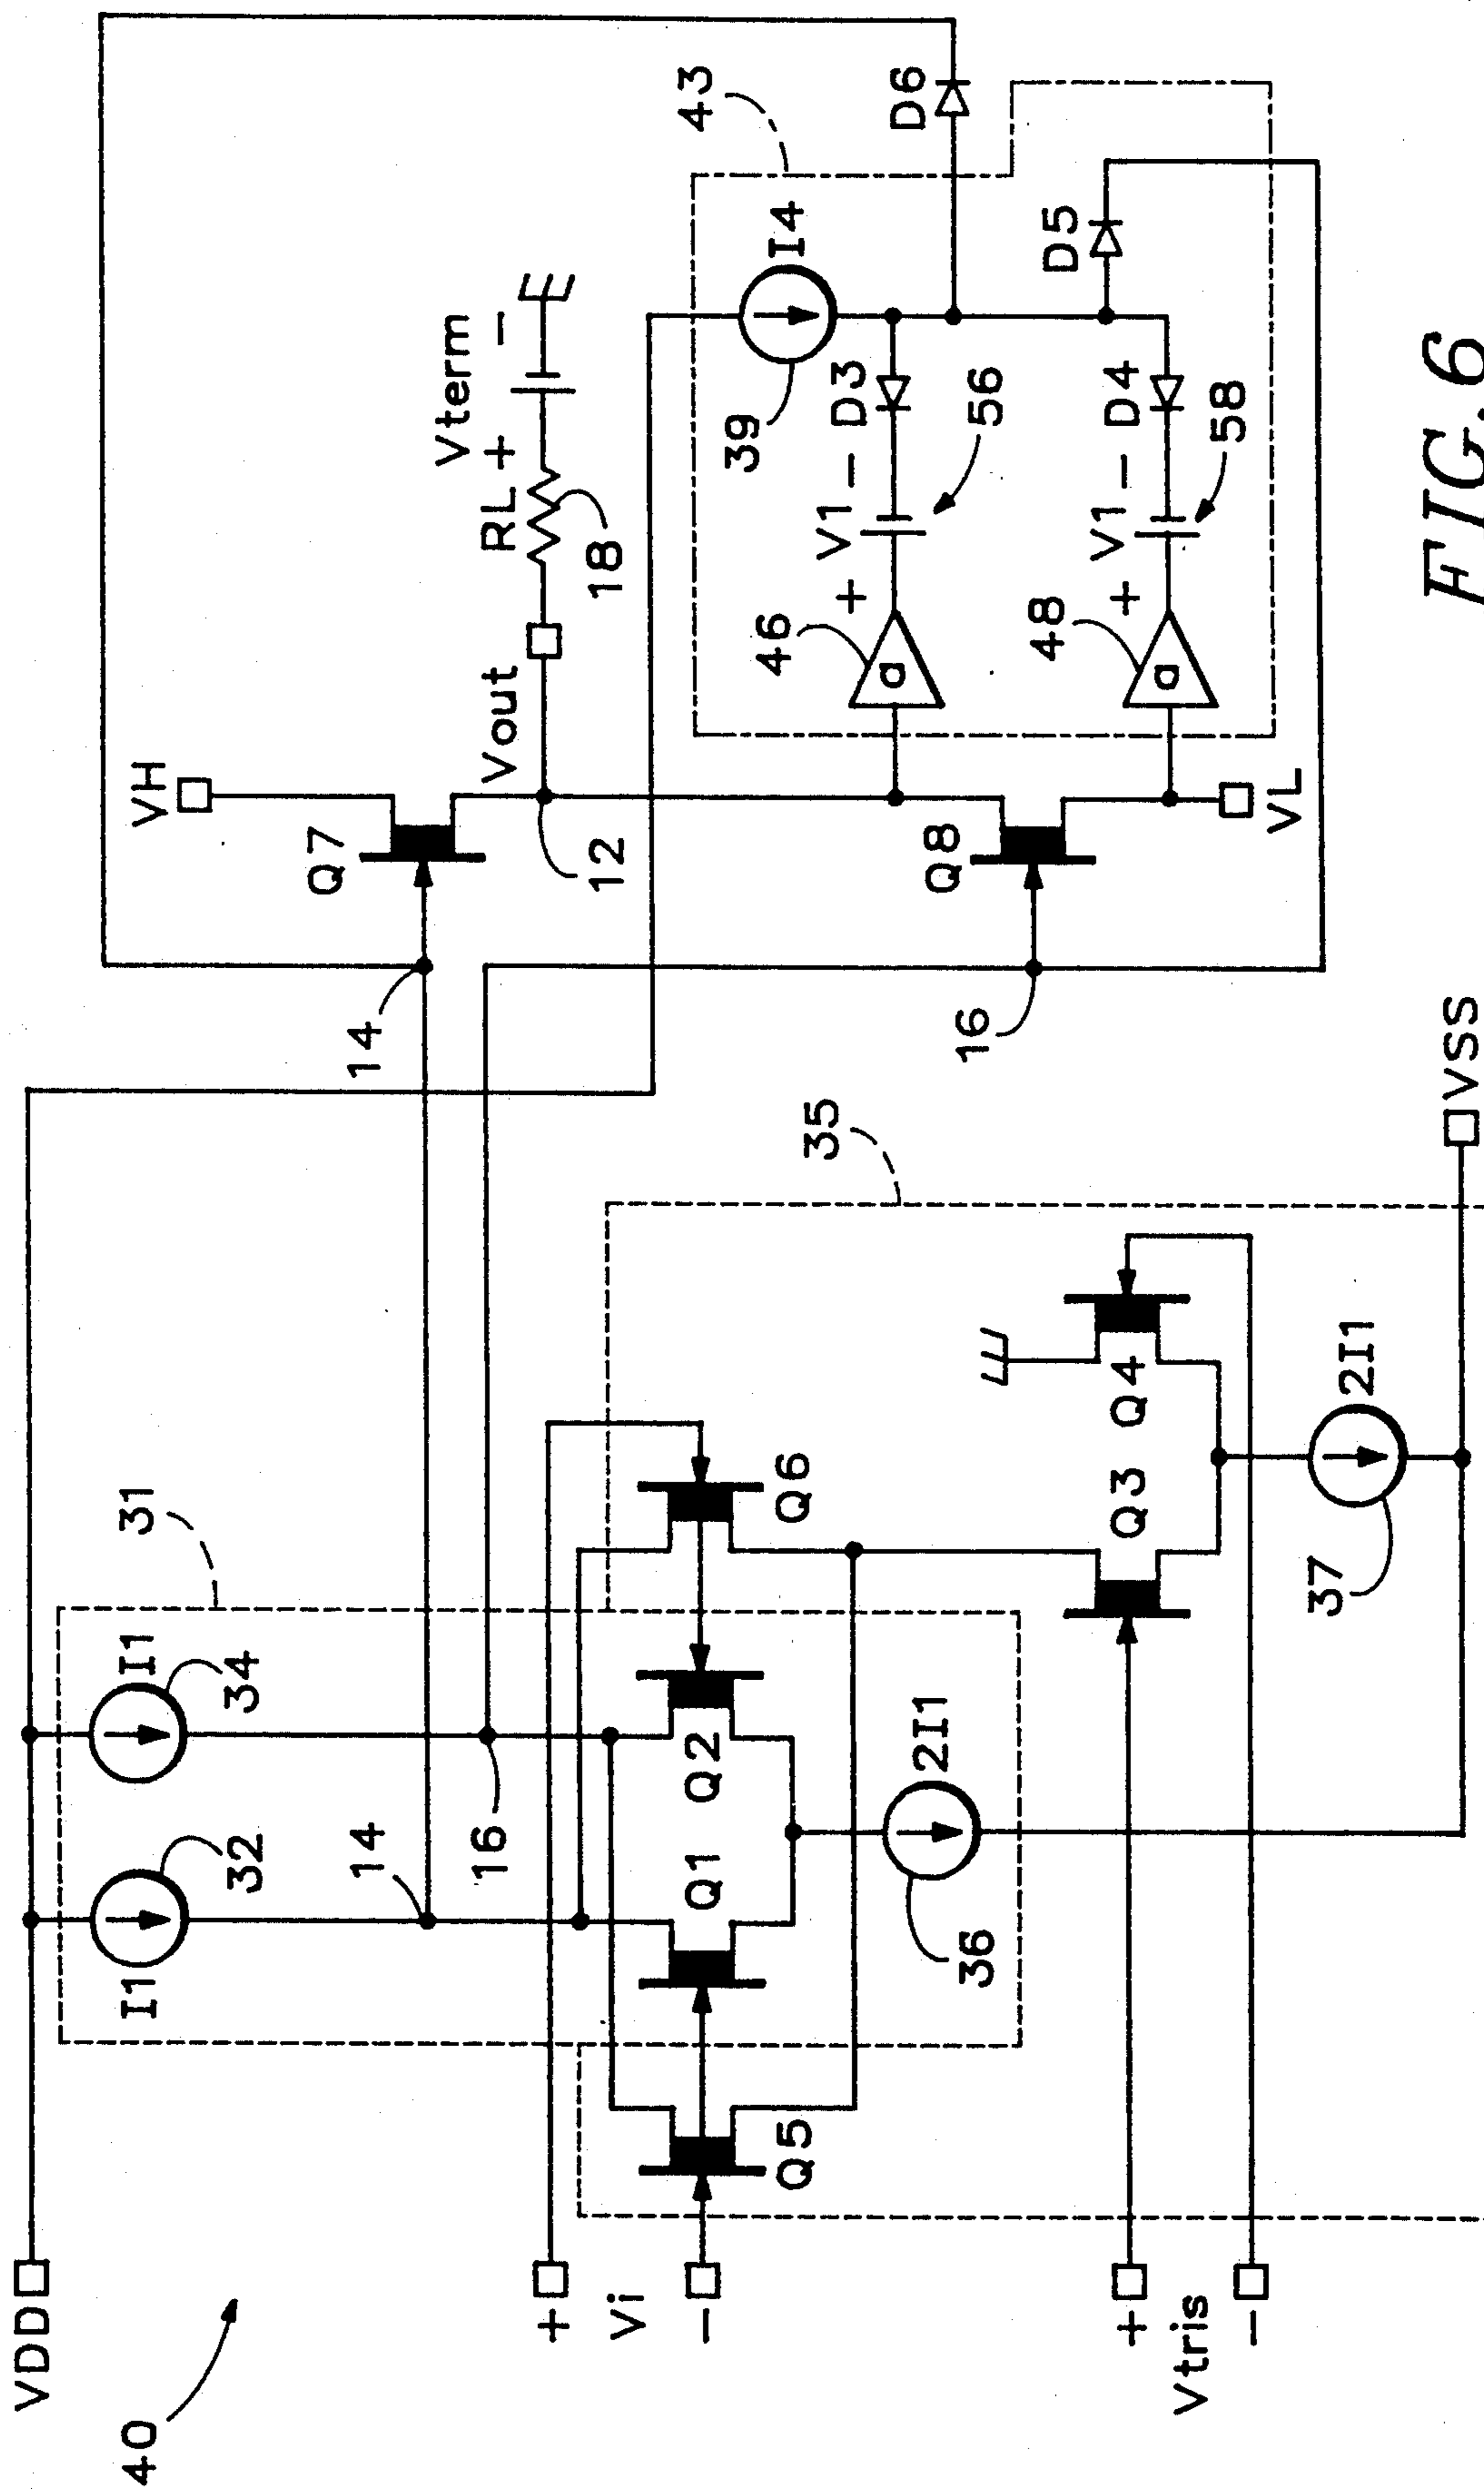 40
VDD
I1
32
I1
34
31
14
16
14
VH
Q7
Vout
12
RL
18
+ Vterm -
39
I4
43
D6
+
Vi
-
Q5
Q1
Q2
Q6
36
2I1
35
16
Q8
VL
46
a
+ V1 -
D3
56
48
a
+ V1 -
D4
58
D5
+
Vtris
-
Q3
Q4
37
2I1
VSS
FIG. 6